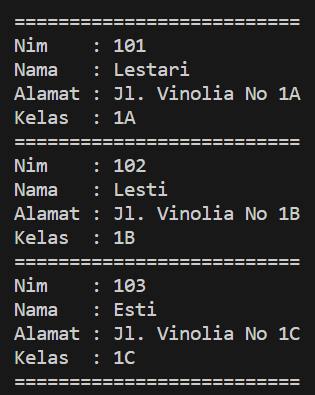 ==========================
Nim    : 101
Nama   : Lestari
Alamat : Jl. Vinolia No 1A
Kelas  : 1A
==========================
Nim    : 102
Nama   : Lesti
Alamat : Jl. Vinolia No 1B
Kelas  : 1B
==========================
Nim    : 103
Nama   : Esti
Alamat : Jl. Vinolia No 1C
Kelas  : 1C
==========================